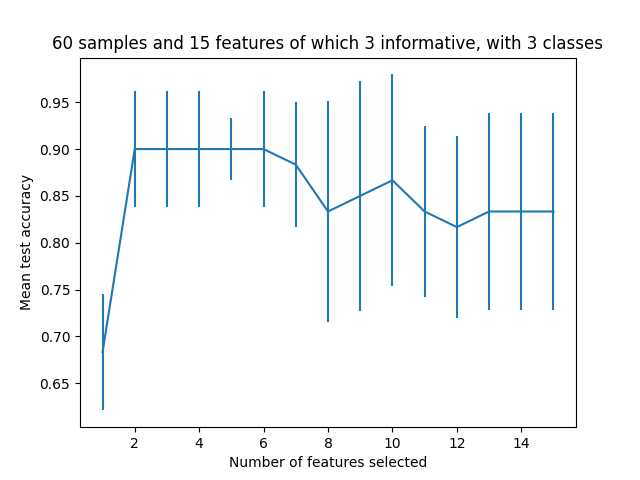 60 samples and 15 features of which 3 informative, with 3 classes
0.95
0.90
0.85
0.80
0.75
0.70
0.65
Mean test accuracy
2 4 6 8 10 12 14
Number of features selected